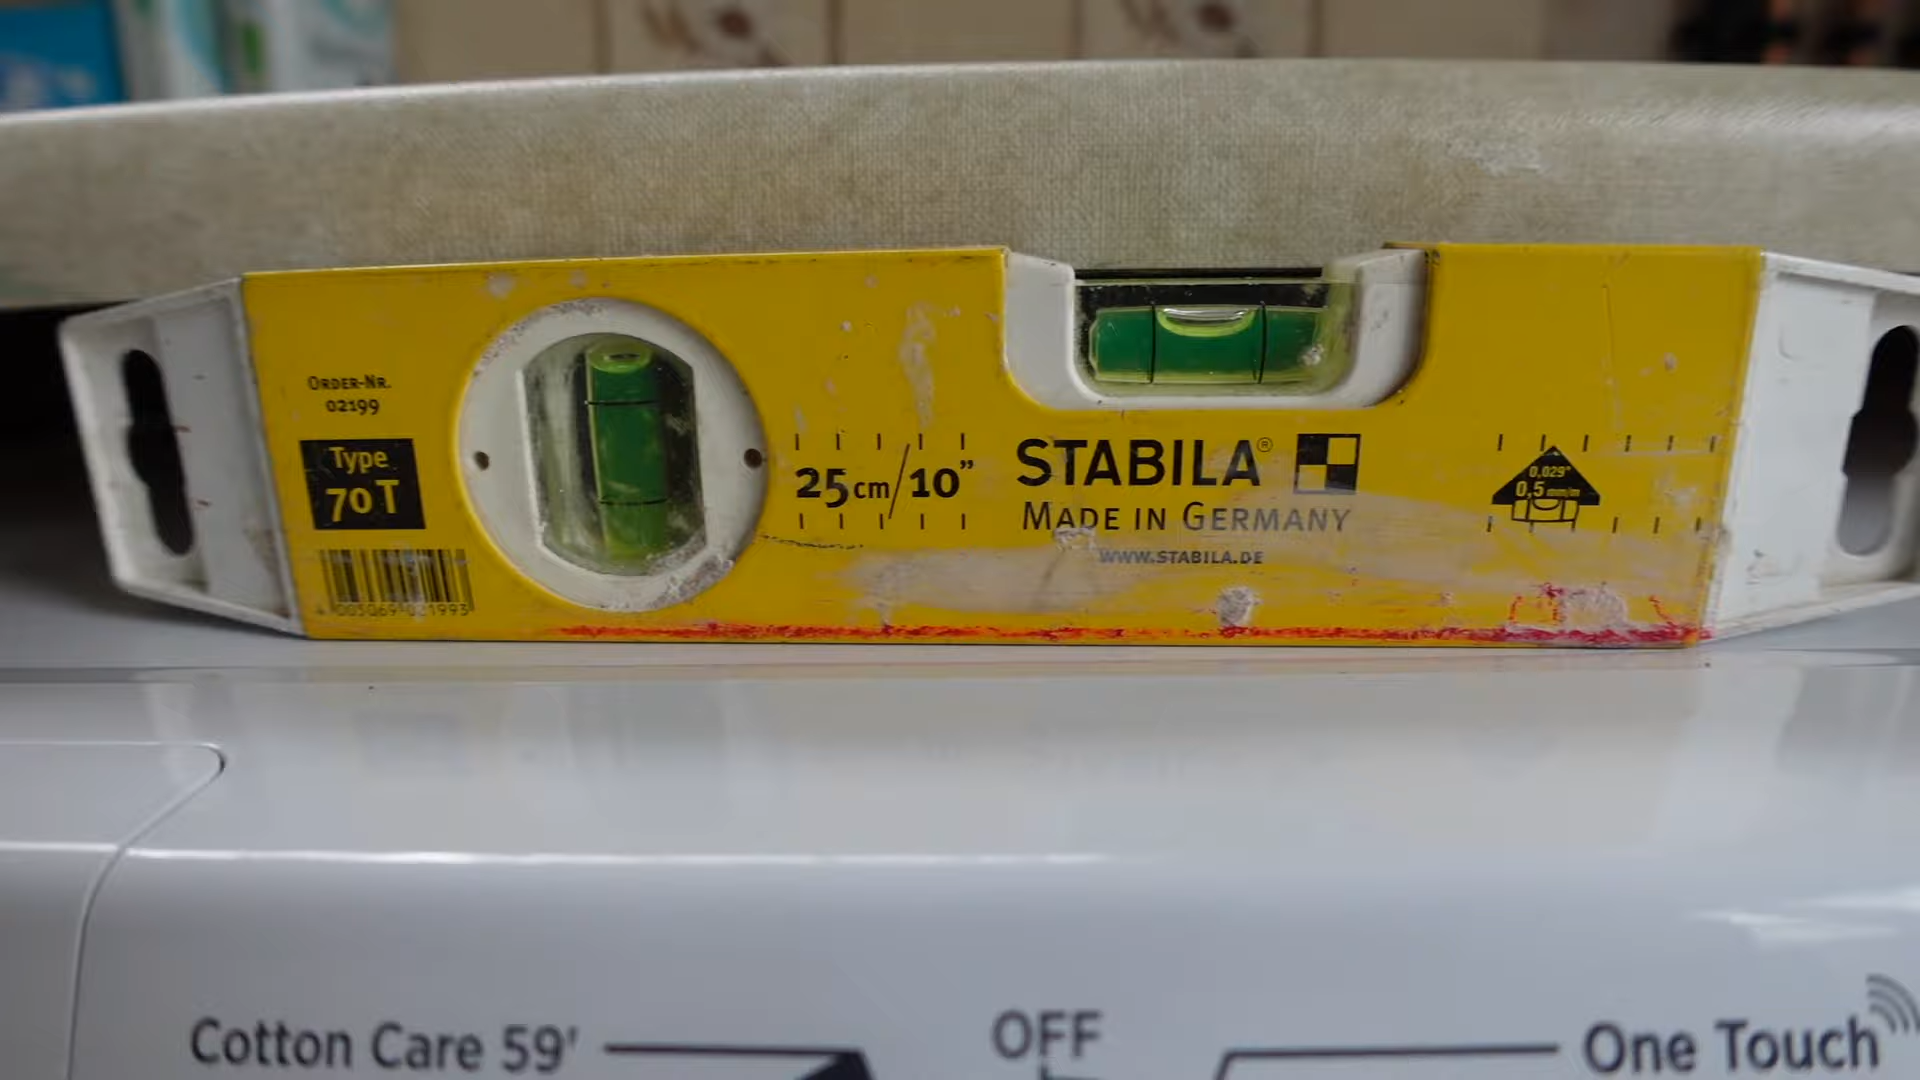 ORDER-NR.
02199
Type
70 T
25cm/10”
STABILA®
MADE IN GERMANY
WWW.STABILA.DE
0,029°
0,5 mm/m
Cotton Care 59'
OFF
One Touch